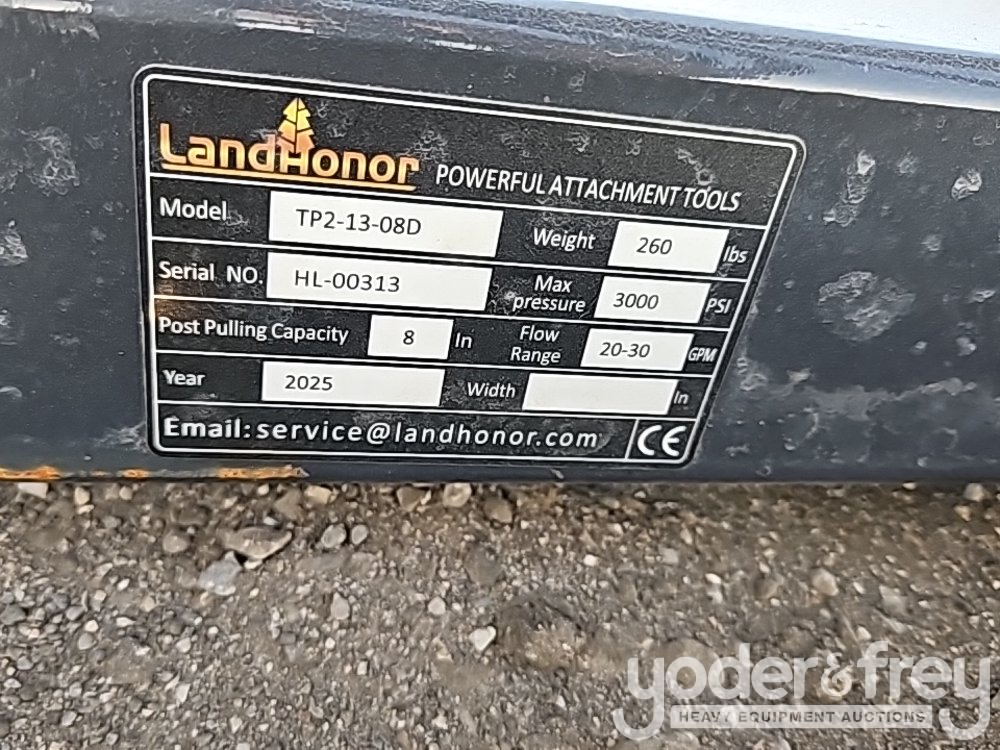 LandHonor POWERFUL ATTACHMENT TOOLS
Model TP2-13-08D Weight 260 lbs
Serial NO. HL-00313 Max pressure 3000 PSI
Post Pulling Capacity 8 In Flow Range 20-30 GPM
Year 2025 Width In
Email: service@landhonor.com CE
yoder&frey
HEAVY EQUIPMENT AUCTIONS